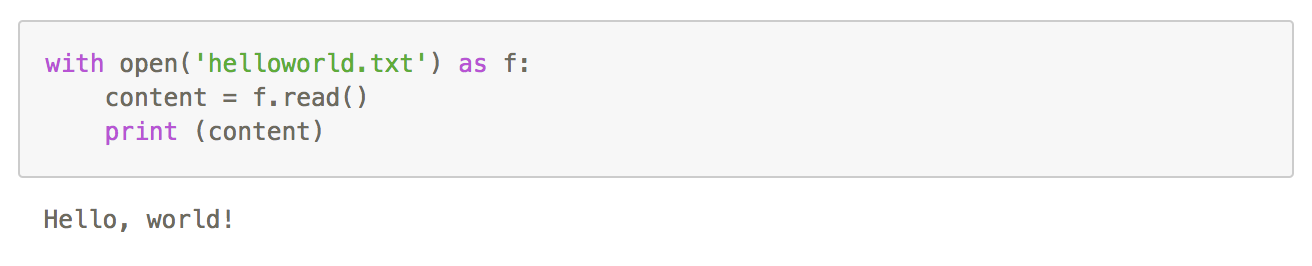 with open('helloworld.txt') as f:
    content = f.read()
    print (content)
Hello, world!